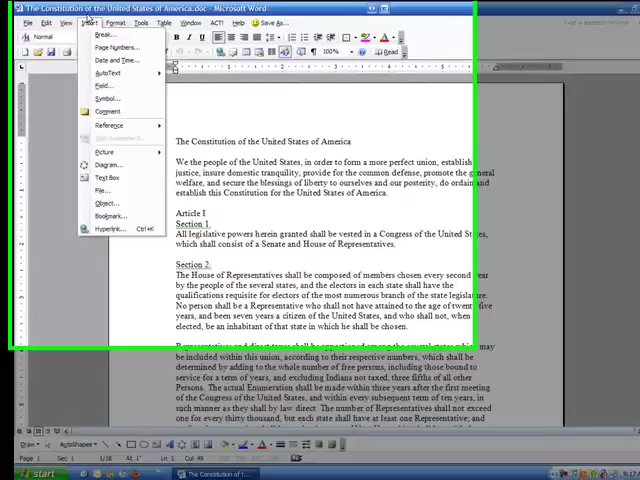 The Constitution of the United States of America.doc - Microsoft Word
File Edit View Insert Format Tools Table Window ACT! Help Save As...
Normal B I U
100% Read
Break...
Page Numbers...
Date and Time...
AutoText
Field...
Symbol...
Comment
Reference
Picture
Diagram...
Text Box
File...
Object...
Bookmark...
Hyperlink... Ctrl+K
The Constitution of the United States of America
We the people of the United States, in order to form a more perfect union, establish
justice, insure domestic tranquility, provide for the common defense, promote the general
welfare, and secure the blessings of liberty to ourselves and our posterity, do ordain and
establish this Constitution for the United States of America.
Article I
Section 1.
All legislative powers herein granted shall be vested in a Congress of the United States,
which shall consist of a Senate and House of Representatives.
Section 2.
The House of Representatives shall be composed of members chosen every second year
by the people of the several states, and the electors in each state shall have the
qualifications requisite for electors of the most numerous branch of the state legislature.
No person shall be a Representative who shall not have attained to the age of twenty five
years, and been seven years a citizen of the United States, and who shall not, when
elected, be an inhabitant of that state in which he shall be chosen.
Representatives and direct taxes shall be apportioned among the several states which may
be included within this union, according to their respective numbers, which shall be
determined by adding to the whole number of free persons, including those bound to
service for a term of years, and excluding Indians not taxed, three fifths of all other
Persons. The actual Enumeration shall be made within three years after the first meeting
of the Congress of the United States, and within every subsequent term of ten years, in
such manner as they shall by law direct. The number of Representatives shall not exceed
one for every thirty thousand, but each state shall have at least one Representative; and
Draw AutoShapes
Page 1 Sec 1 1/18 At 1" Ln 1 Col 49
start The Constitution of t... 9:17